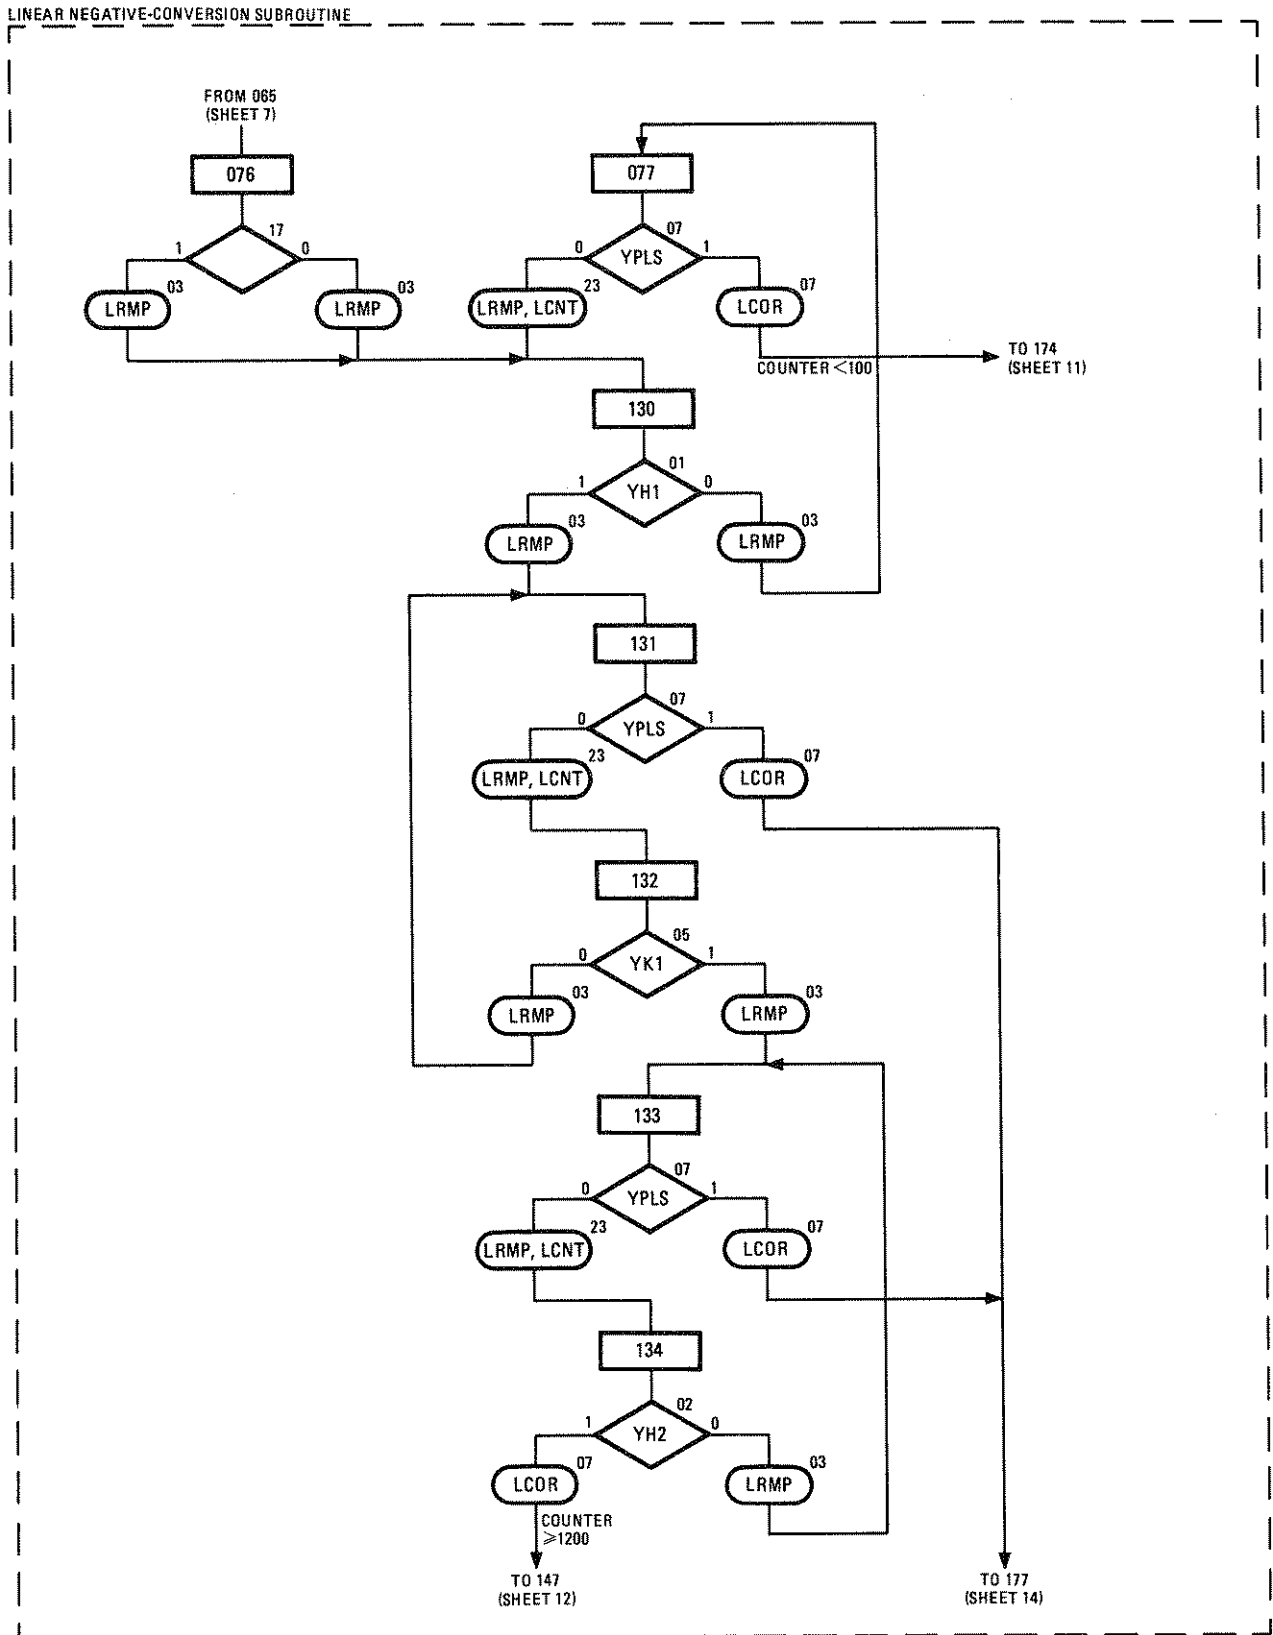 LINEAR NEGATIVE-CONVERSION SUBROUTINE
FROM 065
(SHEET 7)
076
077
17
1
0
07
YPLS
0
1
03
LRMP
03
LRMP
23
LRMP, LCNT
07
LCOR
COUNTER <100
TO 174
(SHEET 11)
130
01
YH1
1
0
03
LRMP
03
LRMP
131
07
YPLS
0
1
23
LRMP, LCNT
07
LCOR
132
05
YK1
0
1
03
LRMP
03
LRMP
133
07
YPLS
0
1
23
LRMP, LCNT
07
LCOR
134
02
YH2
1
0
07
LCOR
03
LRMP
COUNTER
⩾1200
TO 147
(SHEET 12)
TO 177
(SHEET 14)